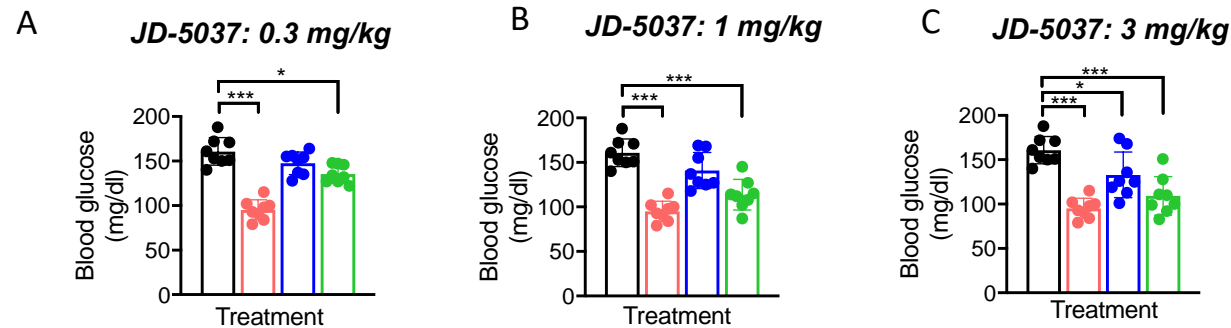 A
JD-5037: 0.3 mg/kg
*
***
200
150
100
50
0
Blood glucose
(mg/dl)
Treatment
B
JD-5037: 1 mg/kg
***
***
200
150
100
50
0
Blood glucose
(mg/dl)
Treatment
C
JD-5037: 3 mg/kg
***
*
***
200
150
100
50
0
Blood glucose
(mg/dl)
Treatment